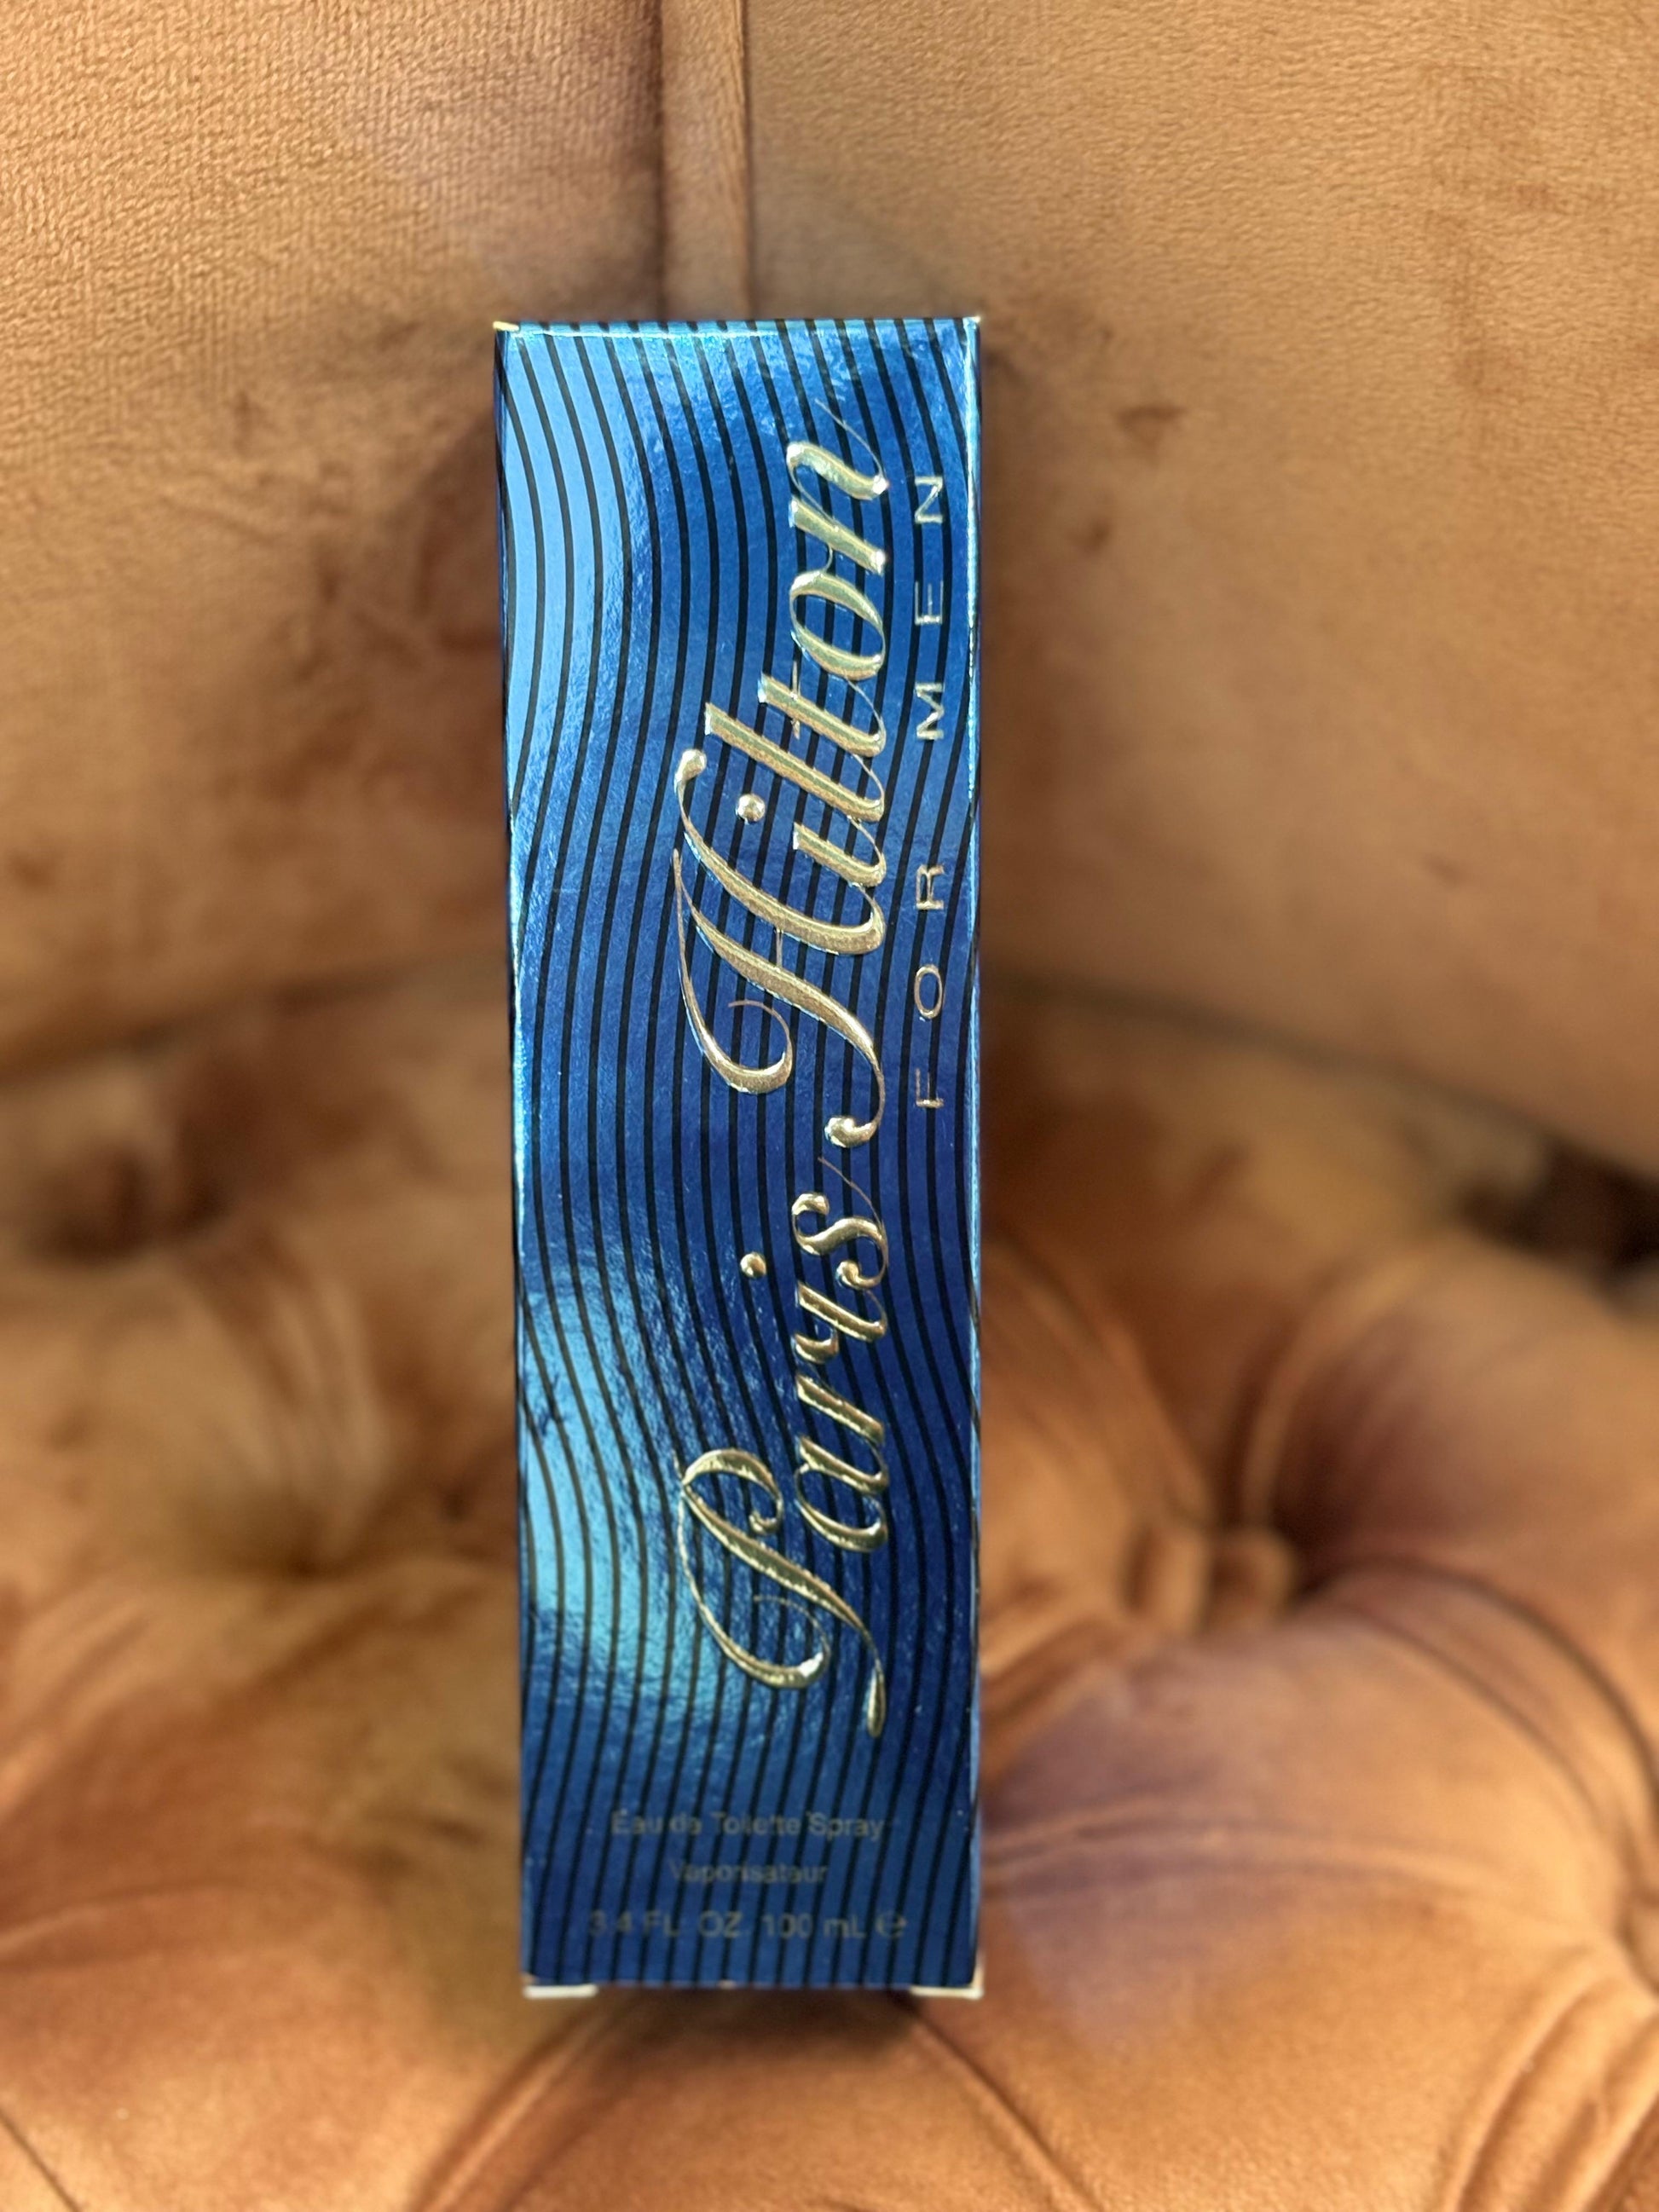 Paris Hilton
FOR MEN
Eau de Toilette Spray
Vaporisateur
3.4 FL. OZ. 100 mL ℮